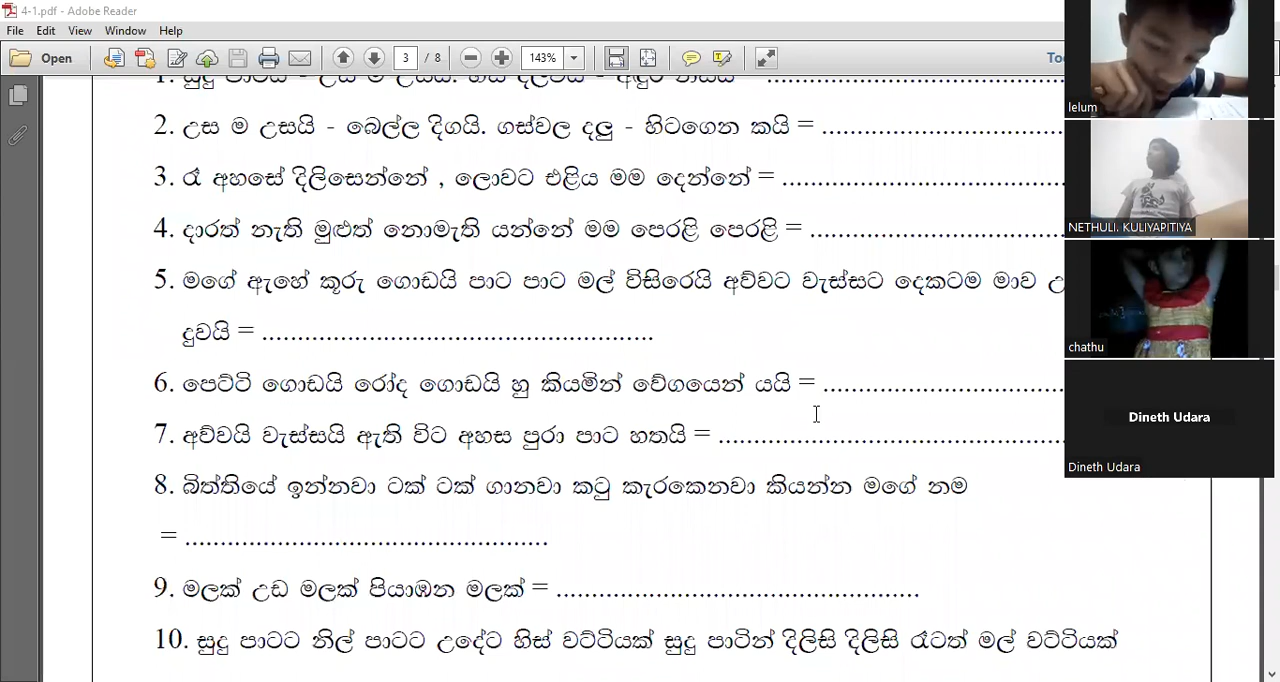 4-1.pdf - Adobe Reader
File Edit View Window Help
Open 3 / 8 143% Too
2. උස ම උසයි - බෙල්ල දිගයි. ගස්වල දලු - හිටගෙන කයි = ........................................
3. රෑ අහසේ දිලිසෙන්නේ , ලොවට එළිය මම දෙන්නේ = ........................................
4. දාරත් නැති මුළුත් නොමැති යන්නේ මම පෙරළි පෙරළි = ........................................
5. මගේ ඇඟේ කූරු ගොඩයි පාට පාට මල් විසිරෙයි අව්වට වැස්සට දෙකටම මාව උ
දුවයි = ......................................................
6. පෙට්ටි ගොඩයි රෝද ගොඩයි හූ කියමින් වේගයෙන් යයි = ........................................
7. අව්වයි වැස්සයි ඇති විට අහස පුරා පාට හතයි = ................................................
8. බිත්තියේ ඉන්නවා ටක් ටක් ගානවා කටු කැරකෙනවා කියන්න මගේ නම
= ..................................................
9. මලක් උඩ මලක් පියාඹන මලක් = ..................................................
10. සුදු පාටට නිල් පාටට උදේට හිස් වට්ටියක් සුදු පාටින් දිලිසි දිලිසි රෑටත් මල් වට්ටියක්
lelum
NETHULI. KULIYAPITIYA
chathu
Dineth Udara
Dineth Udara